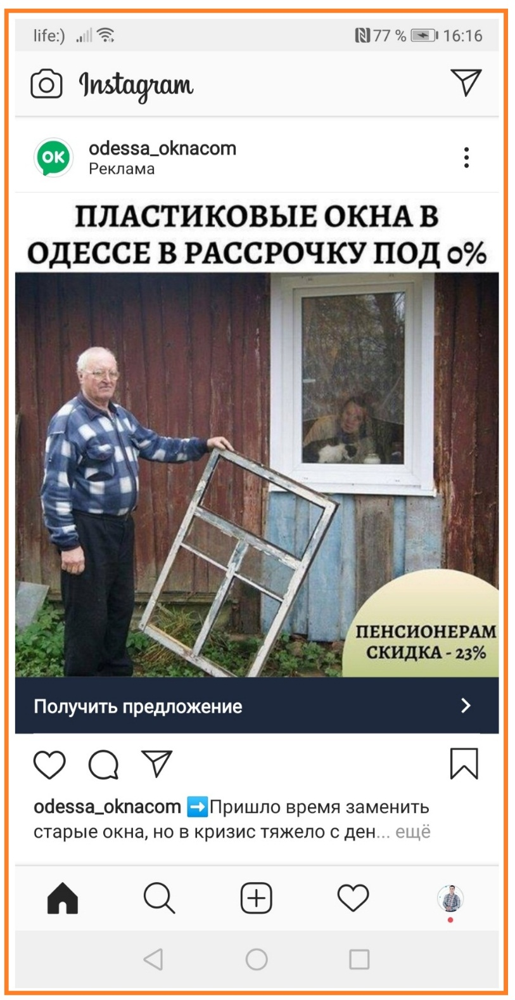 life:)
77 %
16:16
Instagram
OK
odessa_oknacom
Реклама
ПЛАСТИКОВЫЕ ОКНА В
ОДЕССЕ В РАССРОЧКУ ПОД 0%
ПЕНСИОНЕРАМ
СКИДКА - 23%
Получить предложение
odessa_oknacom ➡️Пришло время заменить
старые окна, но в кризис тяжело с ден... ещё